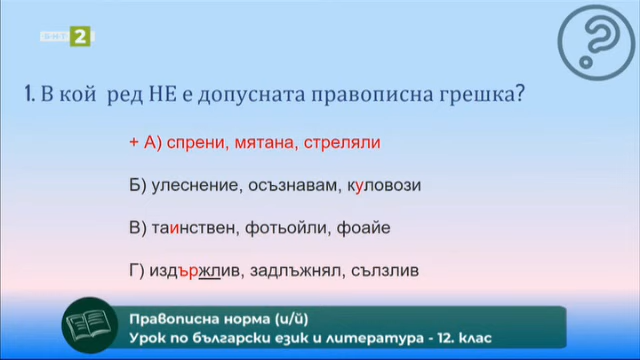 БНТ 2
1. В кой ред НЕ е допусната правописна грешка?
+ А) спрени, мятана, стреляли
Б) улеснение, осъзнавам, куловози
В) таинствен, фотьойли, фоайе
Г) издържлив, задлъжнял, сълзлив
Правописна норма (и/й)
Урок по български език и литература - 12. клас